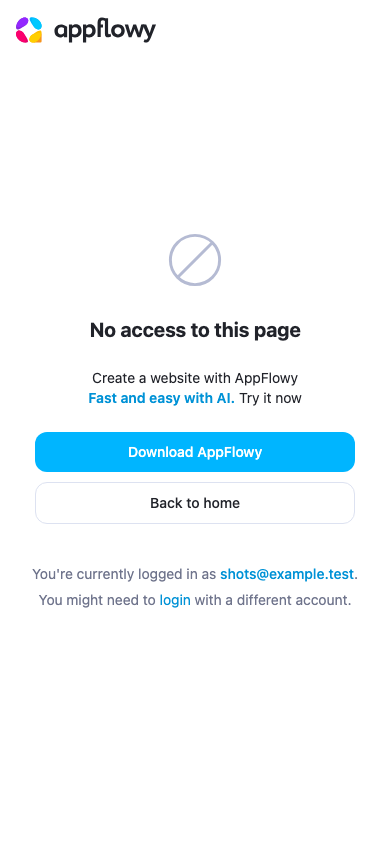 appflowy
No access to this page
Create a website with AppFlowy
Fast and easy with AI. Try it now
Download AppFlowy
Back to home
You're currently logged in as shots@example.test.
You might need to login with a different account.